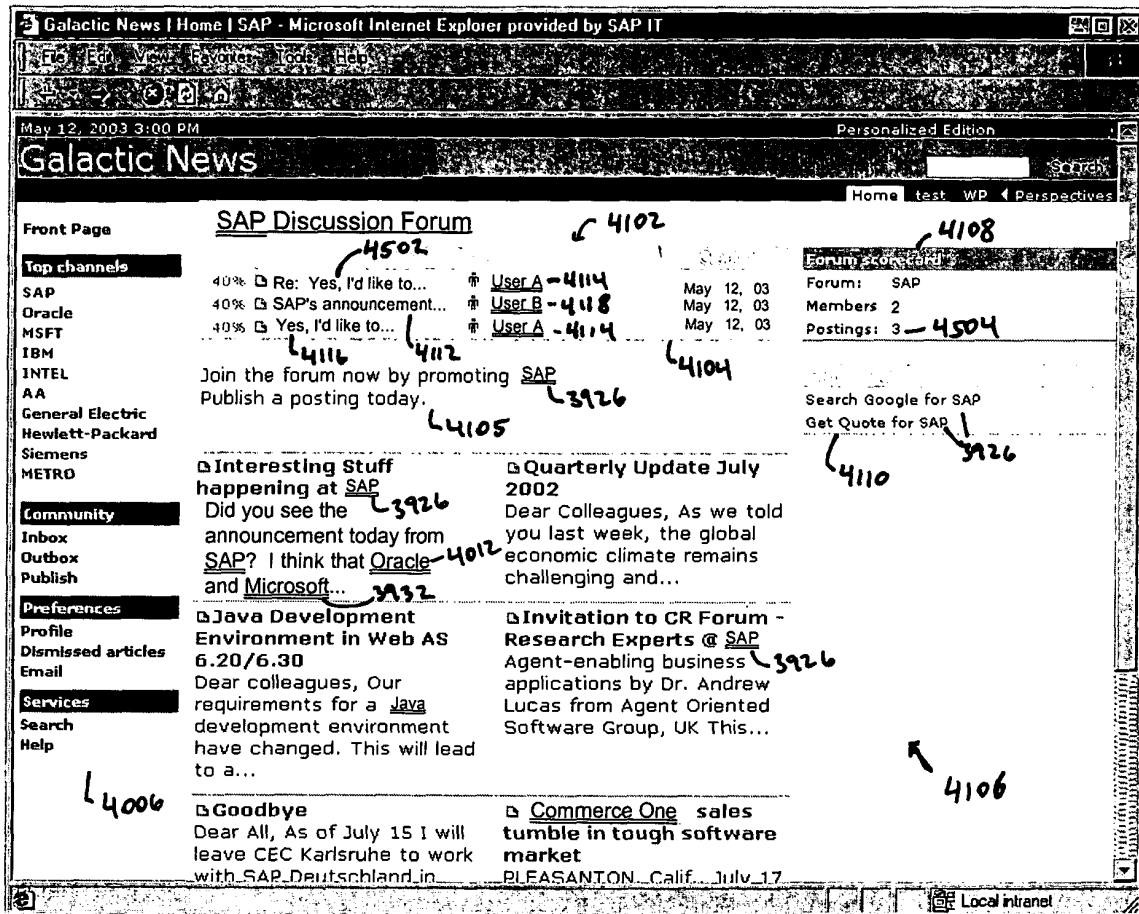 Galactic News | Home | SAP - Microsoft Internet Explorer provided by SAP IT
File Edit View Favorites Tools Help
May 12, 2003 3:00 PM
Personalized Edition
Galactic News
Search
Home test WP Perspectives
Front Page
Top channels
SAP
Oracle
MSFT
IBM
INTEL
AA
General Electric
Hewlett-Packard
Siemens
METRO
Community
Inbox
Outbox
Publish
Preferences
Profile
Dismissed articles
Email
Services
Search
Help
4006
SAP Discussion Forum
4102
4502
40% Re: Yes, I'd like to... User A 4114 May 12, 03
40% SAP's announcement... User B 4118 May 12, 03
40% Yes, I'd like to... User A 4114 May 12, 03
4116
4112
4104
Join the forum now by promoting SAP
3926
Publish a posting today.
4105
Interesting Stuff
happening at SAP
3926
Did you see the
announcement today from
SAP? I think that Oracle
4012
and Microsoft...
3932
Quarterly Update July
2002
Dear Colleagues, As we told
you last week, the global
economic climate remains
challenging and...
Java Development
Environment in Web AS
6.20/6.30
Dear colleagues, Our
requirements for a Java
development environment
have changed. This will lead
to a...
Invitation to CR Forum -
Research Experts @ SAP
3926
Agent-enabling business
applications by Dr. Andrew
Lucas from Agent Oriented
Software Group, UK This...
Goodbye
Dear All, As of July 15 I will
leave CEC Karlsruhe to work
with SAP Deutschland in
Commerce One sales
tumble in tough software
market
PLEASANTON, Calif., July 17
4108
Forum scorecard
Forum: SAP
Members 2
Postings: 3
4504
Search Google for SAP
Get Quote for SAP
3926
4110
4106
Local intranet